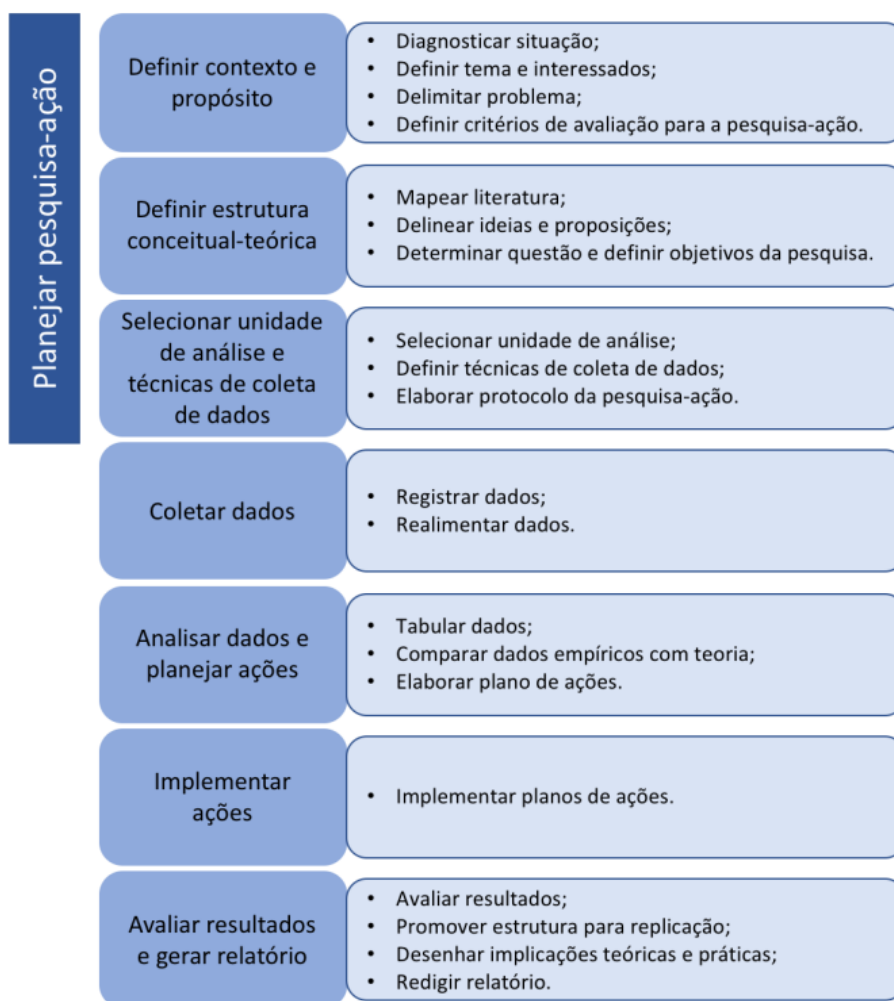 Planejar pesquisa-ação
Definir contexto e
propósito
• Diagnosticar situação;
• Definir tema e interessados;
• Delimitar problema;
• Definir critérios de avaliação para a pesquisa-ação.
Definir estrutura
conceitual-teórica
• Mapear literatura;
• Delinear ideias e proposições;
• Determinar questão e definir objetivos da pesquisa.
Selecionar unidade
de análise e
técnicas de coleta
de dados
• Selecionar unidade de análise;
• Definir técnicas de coleta de dados;
• Elaborar protocolo da pesquisa-ação.
Coletar dados
• Registrar dados;
• Realimentar dados.
Analisar dados e
planejar ações
• Tabular dados;
• Comparar dados empíricos com teoria;
• Elaborar plano de ações.
Implementar
ações
• Implementar planos de ações.
Avaliar resultados
e gerar relatório
• Avaliar resultados;
• Promover estrutura para replicação;
• Desenhar implicações teóricas e práticas;
• Redigir relatório.